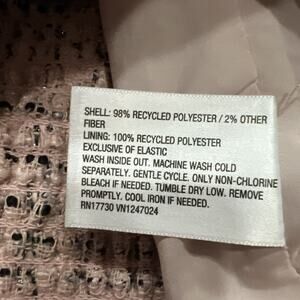 SHELL: 98% RECYCLED POLYESTER / 2% OTHER
FIBER
LINING: 100% RECYCLED POLYESTER
EXCLUSIVE OF ELASTIC
WASH INSIDE OUT. MACHINE WASH COLD
SEPARATELY. GENTLE CYCLE. ONLY NON-CHLORINE
BLEACH IF NEEDED. TUMBLE DRY LOW. REMOVE
PROMPTLY. COOL IRON IF NEEDED.
RN17730 VN1247024